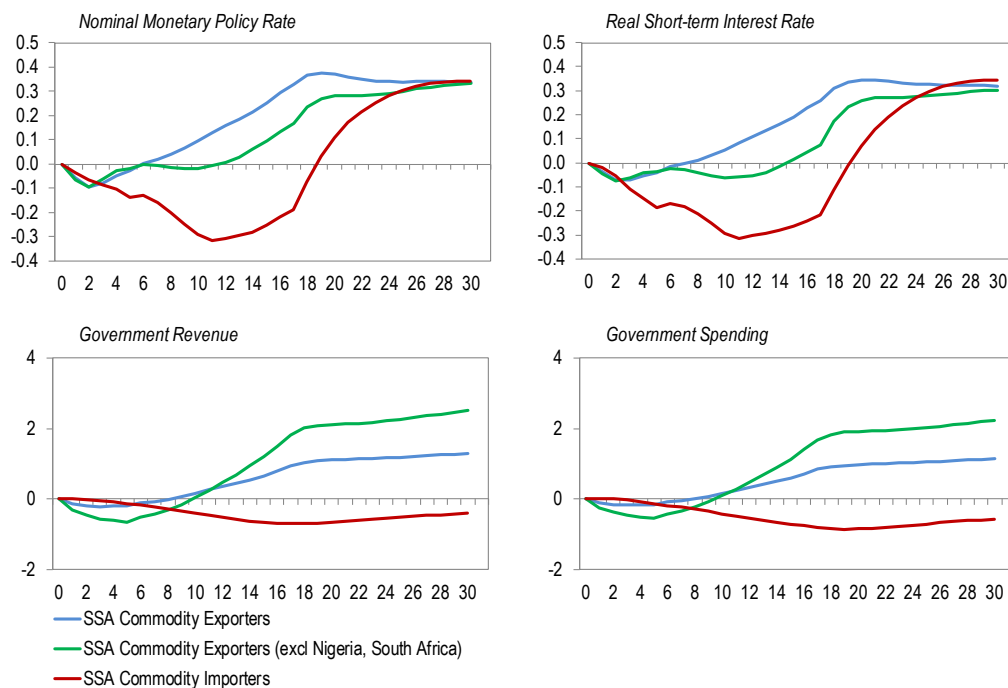 Nominal Monetary Policy Rate
0.5
0.4
0.3
0.2
0.1
0.0
-0.1
-0.2
-0.3
-0.4
0 2 4 6 8 10 12 14 16 18 20 22 24 26 28 30
Real Short-term Interest Rate
0.5
0.4
0.3
0.2
0.1
0.0
-0.1
-0.2
-0.3
-0.4
0 2 4 6 8 10 12 14 16 18 20 22 24 26 28 30
Government Revenue
4
2
0
-2
0 2 4 6 8 10 12 14 16 18 20 22 24 26 28 30
Government Spending
4
2
0
-2
0 2 4 6 8 10 12 14 16 18 20 22 24 26 28 30
SSA Commodity Exporters
SSA Commodity Exporters (excl Nigeria, South Africa)
SSA Commodity Importers